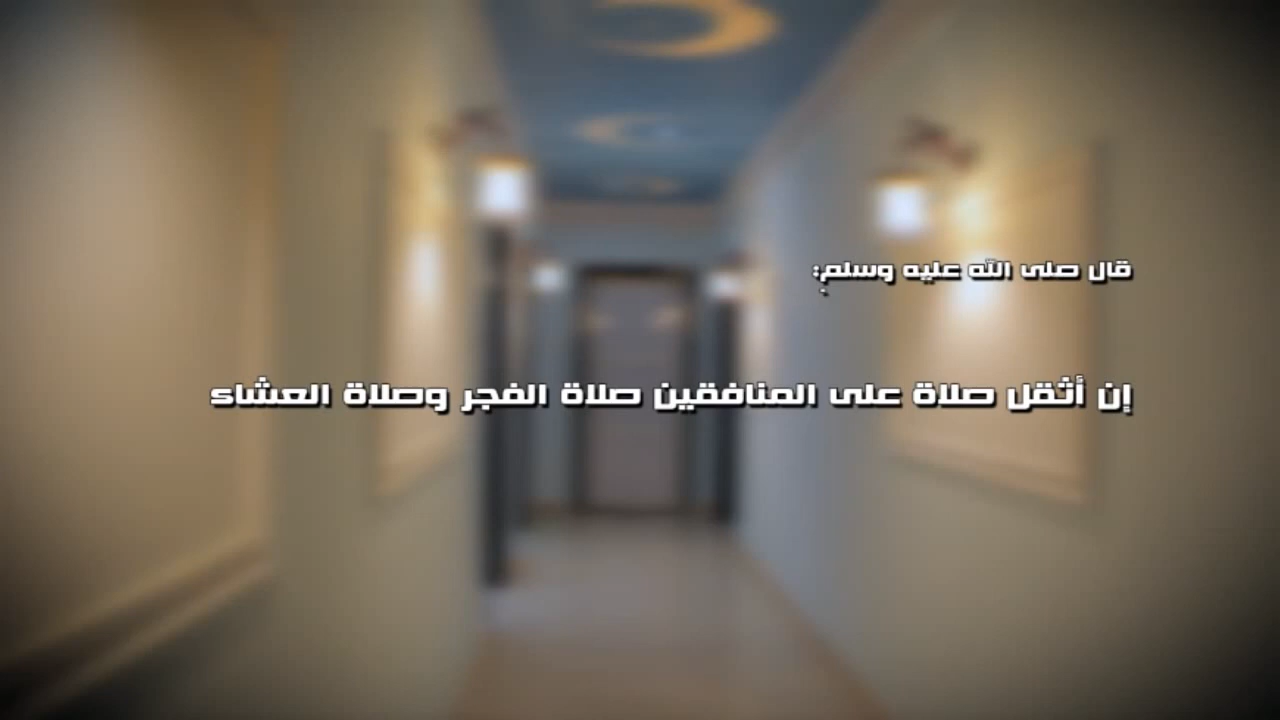 قال صلى الله عليه وسلم:
إن أثقل صلاة على المنافقين صلاة الفجر وصلاة العشاء